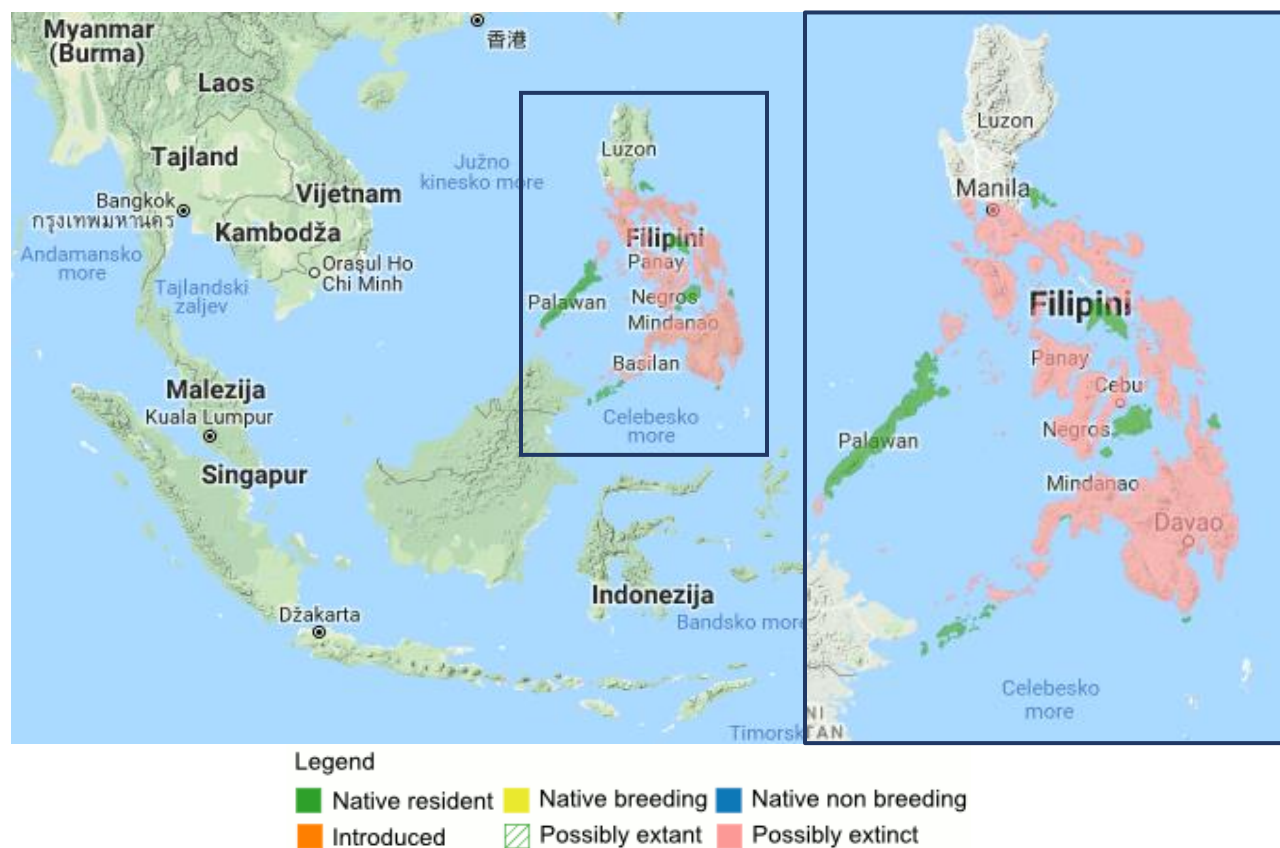 Myanmar
(Burma)
香港
Laos
Luzon
Tajland
Južno
kinesko more
Vijetnam
Bangkok
กรุงเทพมหานคร
Kambodža
Filipini
Andamansko
more
Panay
Orașul Ho
Chi Minh
Tajlandski
zaljev
Palawan
Negros
Mindanao
Basilan
Malezija
Kuala Lumpur
Celebesko
more
Singapur
Indonezija
Džakarta
Bandsko more
Timorsk
Luzon
Manila
Filipini
Panay
Cebu
Negros
Palawan
Mindanao
Davao
Celebesko
more
NI
TAN
Legend
Native resident
Native breeding
Native non breeding
Introduced
Possibly extant
Possibly extinct